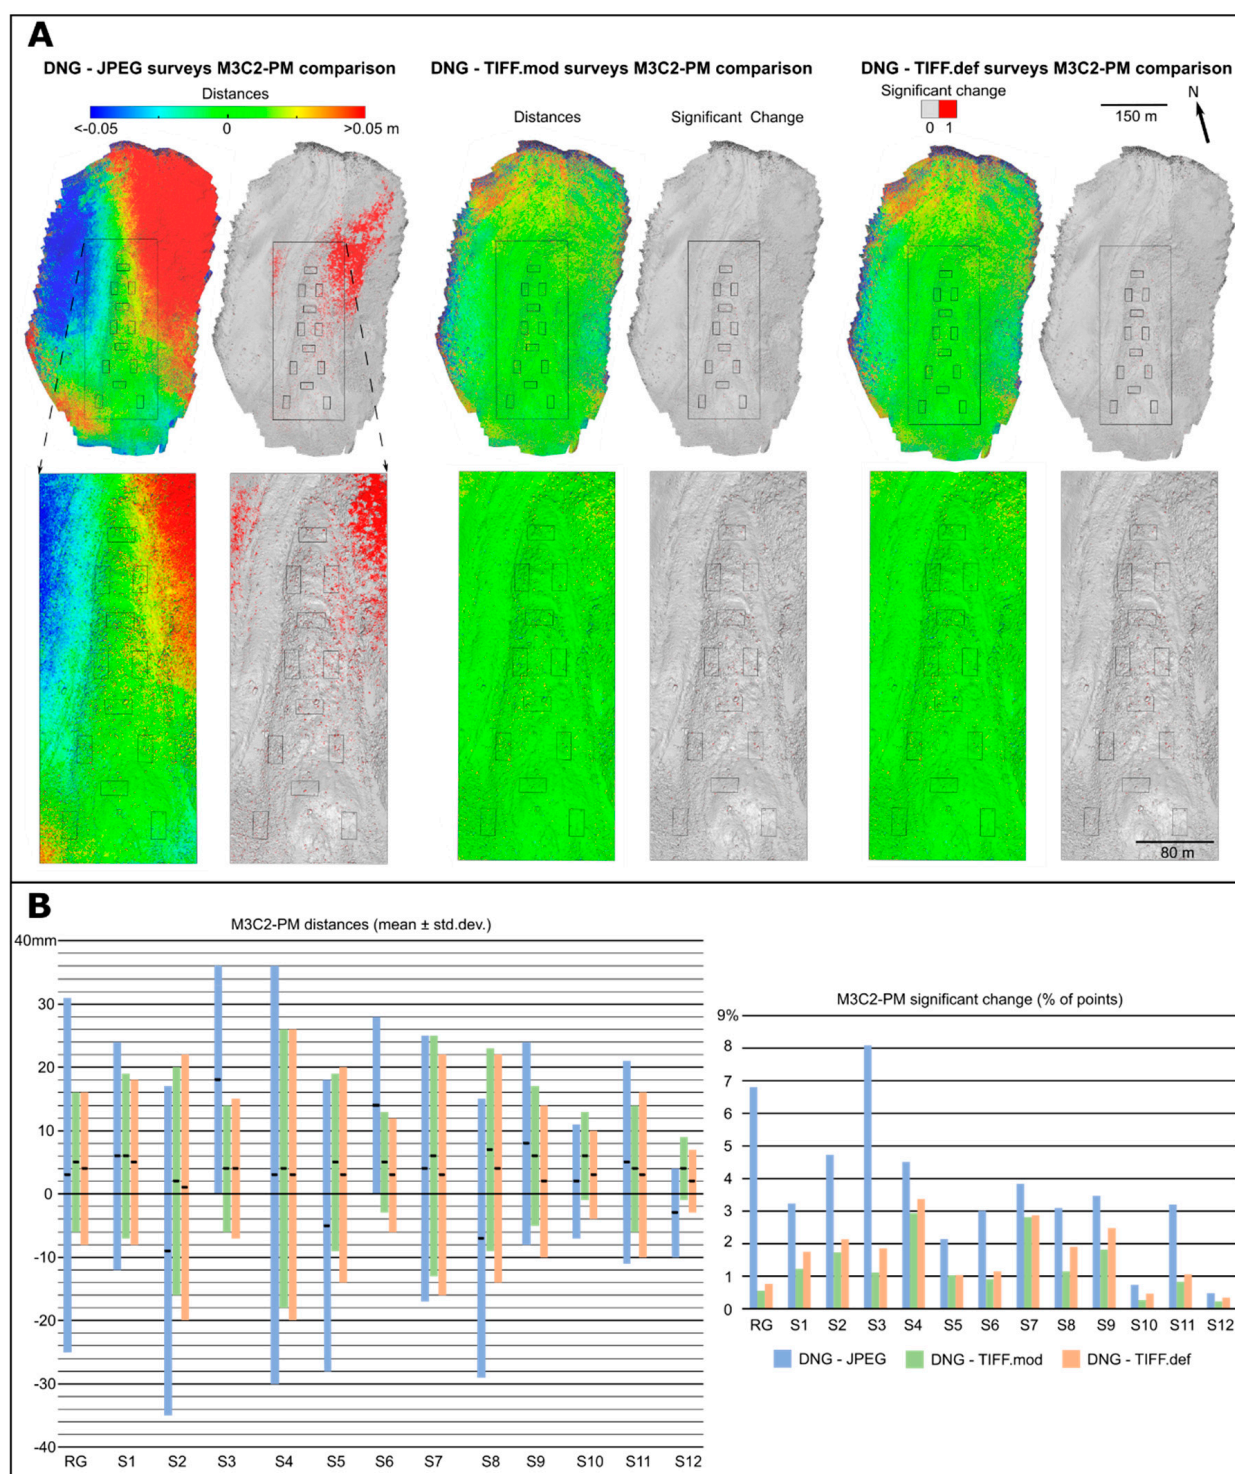 A
DNG - JPEG surveys M3C2-PM comparison
DNG - TIFF.mod surveys M3C2-PM comparison
DNG - TIFF.def surveys M3C2-PM comparison
Distances
<-0.05 0 >0.05 m
Distances
Significant Change
Significant change
0 1
150 m
N
80 m
B
M3C2-PM distances (mean ± std.dev.)
40mm
30
20
10
0
-10
-20
-30
-40
RG S1 S2 S3 S4 S5 S6 S7 S8 S9 S10 S11 S12
M3C2-PM significant change (% of points)
9%
8
7
6
5
4
3
2
1
0
RG S1 S2 S3 S4 S5 S6 S7 S8 S9 S10 S11 S12
DNG - JPEG DNG - TIFF.mod DNG - TIFF.def